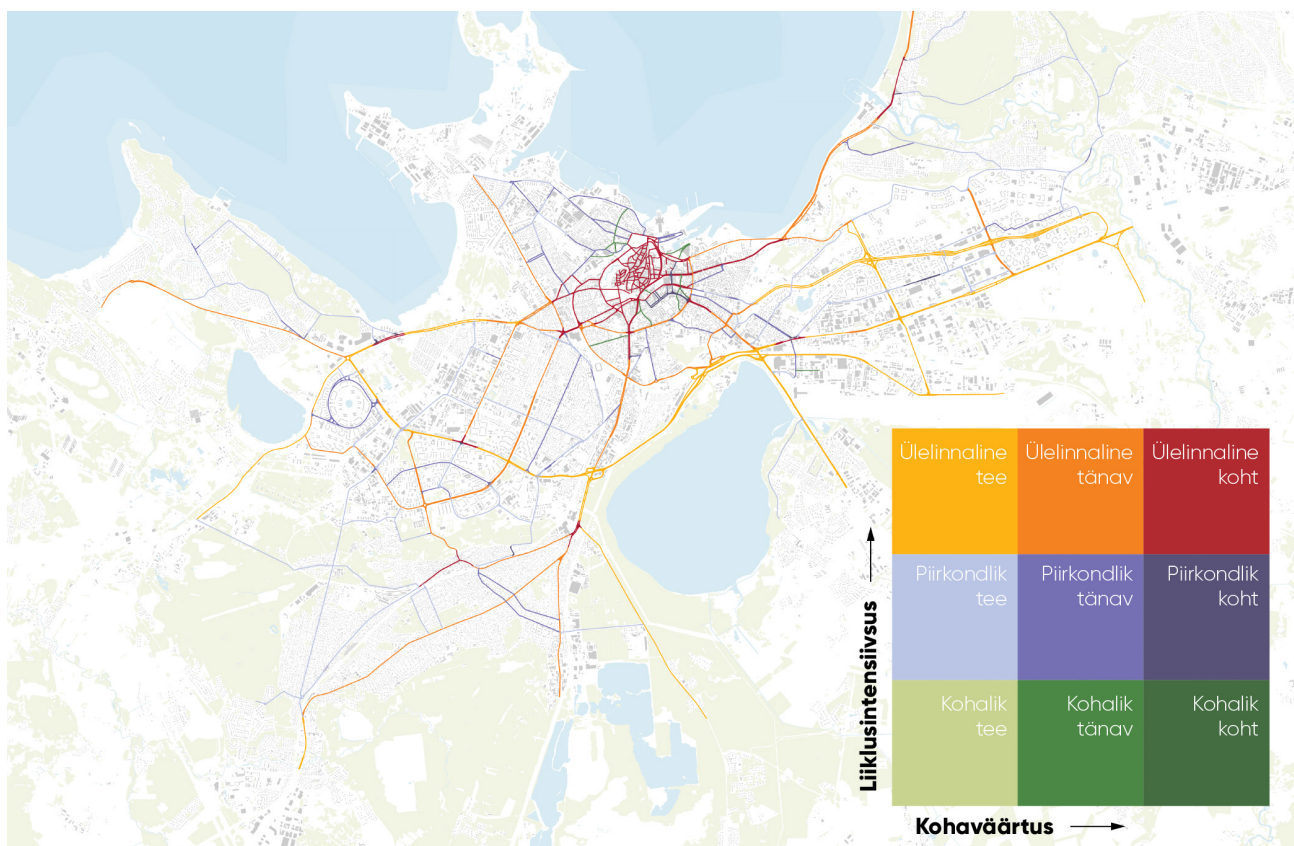 Ülelinnaline
tee
Ülelinnaline
tänav
Ülelinnaline
koht
Piirkondlik
tee
Piirkondlik
tänav
Piirkondlik
koht
Kohalik
tee
Kohalik
tänav
Kohalik
koht
Liiklusintensiivsus
Kohaväärtus